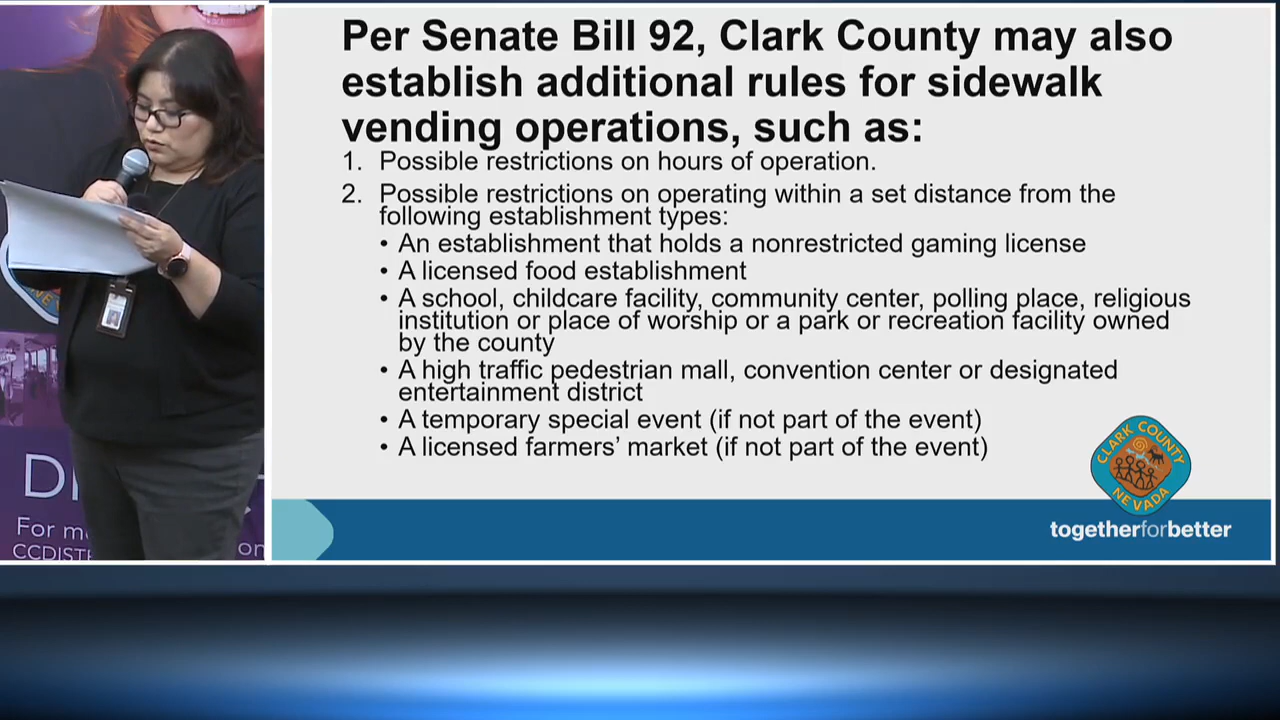 Per Senate Bill 92, Clark County may also
establish additional rules for sidewalk
vending operations, such as:
1. Possible restrictions on hours of operation.
2. Possible restrictions on operating within a set distance from the
following establishment types:
• An establishment that holds a nonrestricted gaming license
• A licensed food establishment
• A school, childcare facility, community center, polling place, religious
institution or place of worship or a park or recreation facility owned
by the county
• A high traffic pedestrian mall, convention center or designated
entertainment district
• A temporary special event (if not part of the event)
• A licensed farmers’ market (if not part of the event)
CLARK COUNTY
NEVADA
togetherforbetter
For